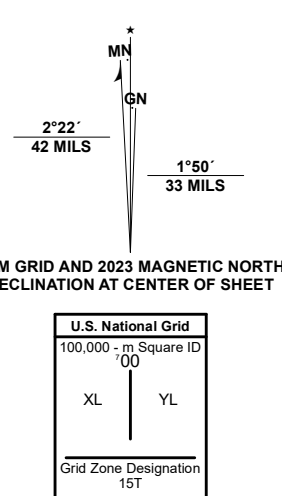 ★
MN
GN
2°22´
42 MILS
1°50´
33 MILS
M GRID AND 2023 MAGNETIC NORTH
ECLINATION AT CENTER OF SHEET
U.S. National Grid
100,000 - m Square ID
⁷00
XL YL
Grid Zone Designation
15T